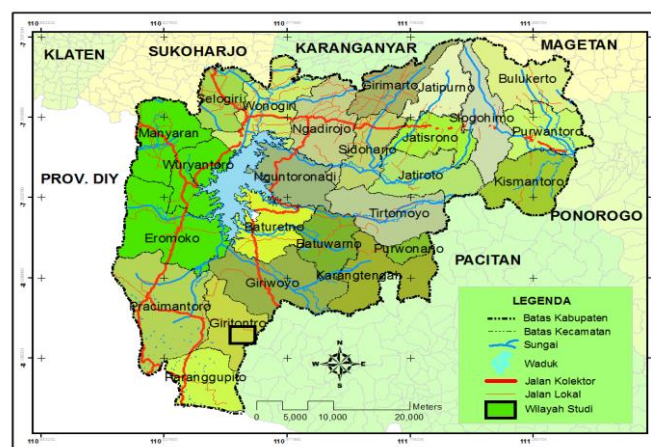 KLATEN
SUKOHARJO
KARANGANYAR
MAGETAN
Selogiri
Wonogiri
Girimarto
Jatipurno
Bulukerto
Manyaran
Ngadirojo
Slogohimo
Purwantoro
Wuryantoro
Sidoharjo
Jatisrono
PROV. DIY
Nguntoronadi
Jatiroto
Kismantoro
Tirtomoyo
PONOROGO
Eromoko
Baturetno
Batuwarno
Purwonario
PACITAN
Giriwoyo
Karangtengah
Pracimantoro
Giritontro
Paranggupito
LEGENDA
Batas Kabupaten
Batas Kecamatan
Sungai
Waduk
Jalan Kolektor
Jalan Lokal
Wilayah Studi
N
W
E
S
0
5,000
10,000
20,000
Meters